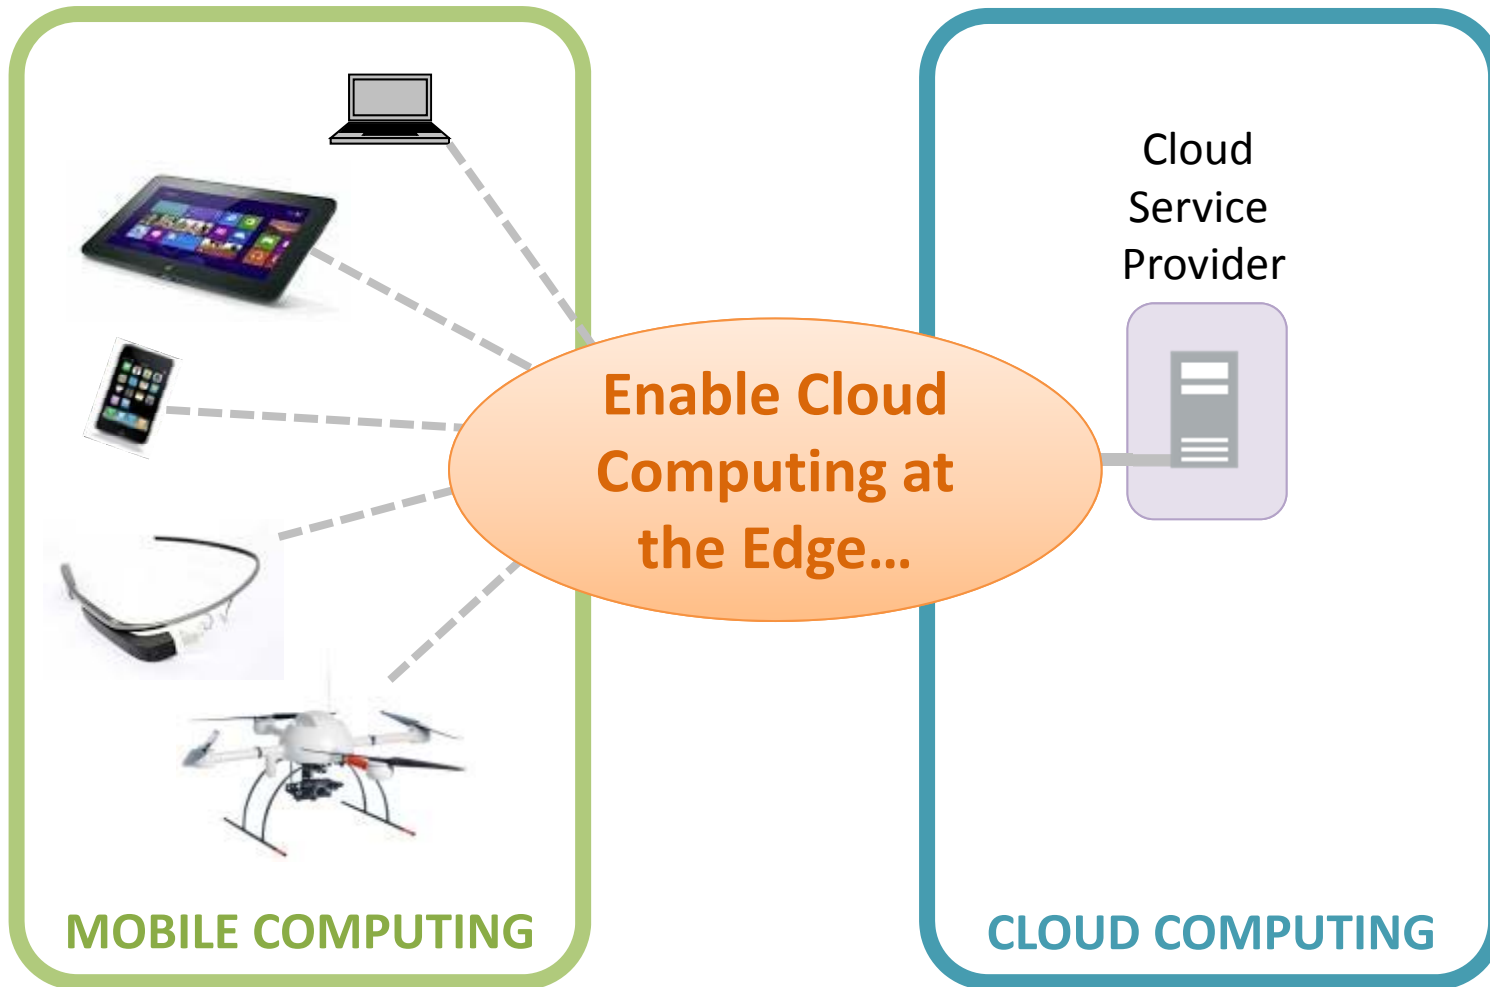 Cloud
Service
Provider
Enable Cloud
Computing at
the Edge…
MOBILE COMPUTING
CLOUD COMPUTING